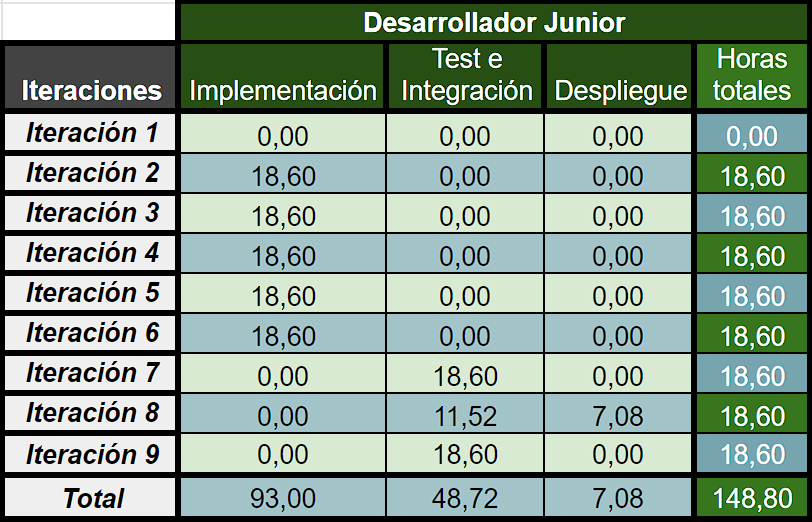 Desarrollador Junior
Iteraciones Implementación Test e Integración Despliegue Horas totales
Iteración 1 0,00 0,00 0,00 0,00
Iteración 2 18,60 0,00 0,00 18,60
Iteración 3 18,60 0,00 0,00 18,60
Iteración 4 18,60 0,00 0,00 18,60
Iteración 5 18,60 0,00 0,00 18,60
Iteración 6 18,60 0,00 0,00 18,60
Iteración 7 0,00 18,60 0,00 18,60
Iteración 8 0,00 11,52 7,08 18,60
Iteración 9 0,00 18,60 0,00 18,60
Total 93,00 48,72 7,08 148,80